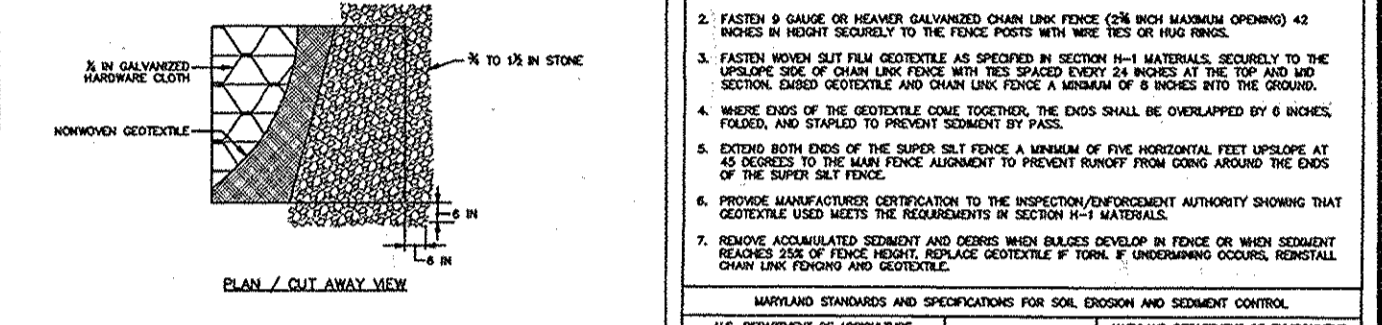 ¾ TO 1½ IN STONE
IN GALVANIZED
HARDWARE CLOTH
NONWOVEN GEOTEXTILE
6 IN
6 IN
PLAN / CUT AWAY VIEW
2. FASTEN 9 GAUGE OR HEAVIER GALVANIZED CHAIN LINK FENCE (2⅜ INCH MAXIMUM OPENING) 42
INCHES IN HEIGHT SECURELY TO THE FENCE POSTS WITH WIRE TIES OR HUG RINGS.
3. FASTEN WOVEN SLIT FILM GEOTEXTILE AS SPECIFIED IN SECTION H-1 MATERIALS, SECURELY TO THE
UPSLOPE SIDE OF CHAIN LINK FENCE WITH TIES SPACED EVERY 24 INCHES AT THE TOP AND MID
SECTION. EMBED GEOTEXTILE AND CHAIN LINK FENCE A MINIMUM OF 8 INCHES INTO THE GROUND.
4. WHERE ENDS OF THE GEOTEXTILE COME TOGETHER, THE ENDS SHALL BE OVERLAPPED BY 6 INCHES,
FOLDED, AND STAPLED TO PREVENT SEDIMENT BY PASS.
5. EXTEND BOTH ENDS OF THE SUPER SILT FENCE A MINIMUM OF FIVE HORIZONTAL FEET UPSLOPE AT
45 DEGREES TO THE MAIN FENCE ALIGNMENT TO PREVENT RUNOFF FROM GOING AROUND THE ENDS
OF THE SUPER SILT FENCE.
6. PROVIDE MANUFACTURER CERTIFICATION TO THE INSPECTION/ENFORCEMENT AUTHORITY SHOWING THAT
GEOTEXTILE USED MEETS THE REQUIREMENTS IN SECTION H-1 MATERIALS.
7. REMOVE ACCUMULATED SEDIMENT AND DEBRIS WHEN BULGES DEVELOP IN FENCE OR WHEN SEDIMENT
REACHES 25% OF FENCE HEIGHT. REPLACE GEOTEXTILE IF TORN. IF UNDERMINING OCCURS, REINSTALL
CHAIN LINK FENCING AND GEOTEXTILE.
MARYLAND STANDARDS AND SPECIFICATIONS FOR SOIL EROSION AND SEDIMENT CONTROL